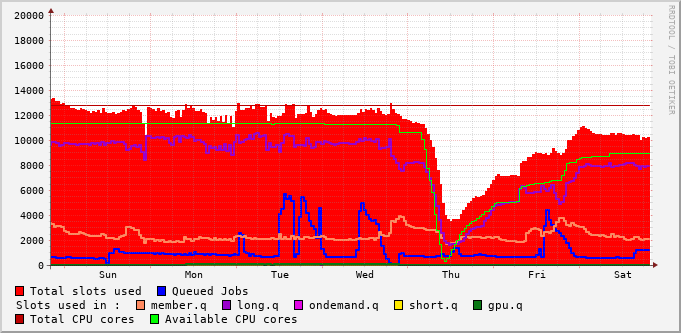 20000
18000
16000
14000
12000
10000
8000
6000
4000
2000
0
Sun Mon Tue Wed Thu Fri Sat
RRDTOOL / TOBI OETIKER
Total slots used Queued Jobs
Slots used in : member.q long.q ondemand.q short.q gpu.q
Total CPU cores Available CPU cores